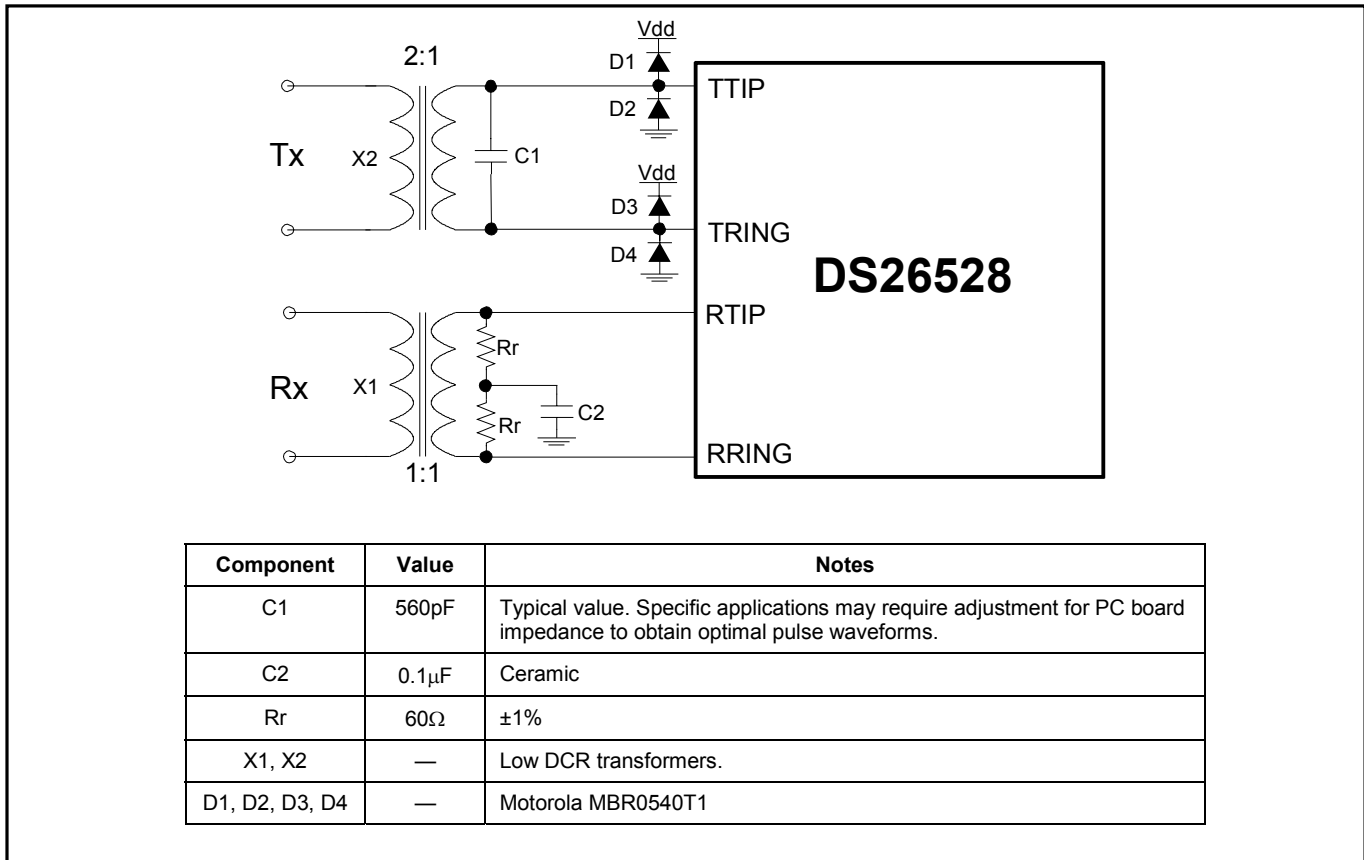 Vdd
2:1
D1
TTIP
D2
Tx
X2
C1
Vdd
D3
TRING
D4
DS26528
RTIP
Rr
Rx
X1
C2
Rr
RRING
1:1
Component Value Notes
C1 560pF Typical value. Specific applications may require adjustment for PC board
impedance to obtain optimal pulse waveforms.
C2 0.1μF Ceramic
Rr 60Ω ±1%
X1, X2 — Low DCR transformers.
D1, D2, D3, D4 — Motorola MBR0540T1